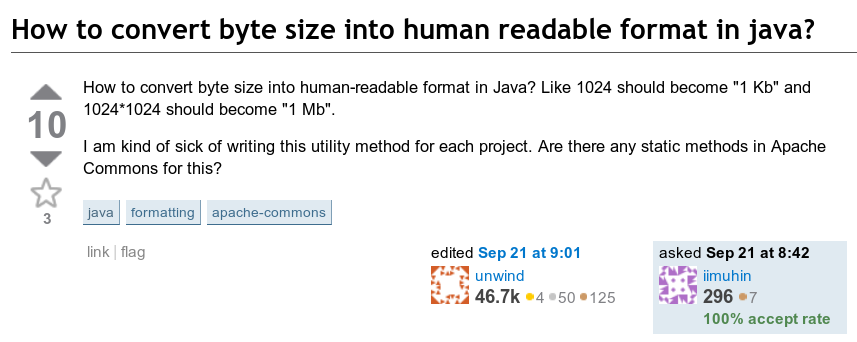 How to convert byte size into human readable format in java?
How to convert byte size into human-readable format in Java? Like 1024 should become "1 Kb" and
1024*1024 should become "1 Mb".
10
I am kind of sick of writing this utility method for each project. Are there any static methods in Apache
Commons for this?
3
java formatting apache-commons
link | flag
edited Sep 21 at 9:01
unwind
46.7k 4 50 125
asked Sep 21 at 8:42
iimuhin
296 7
100% accept rate